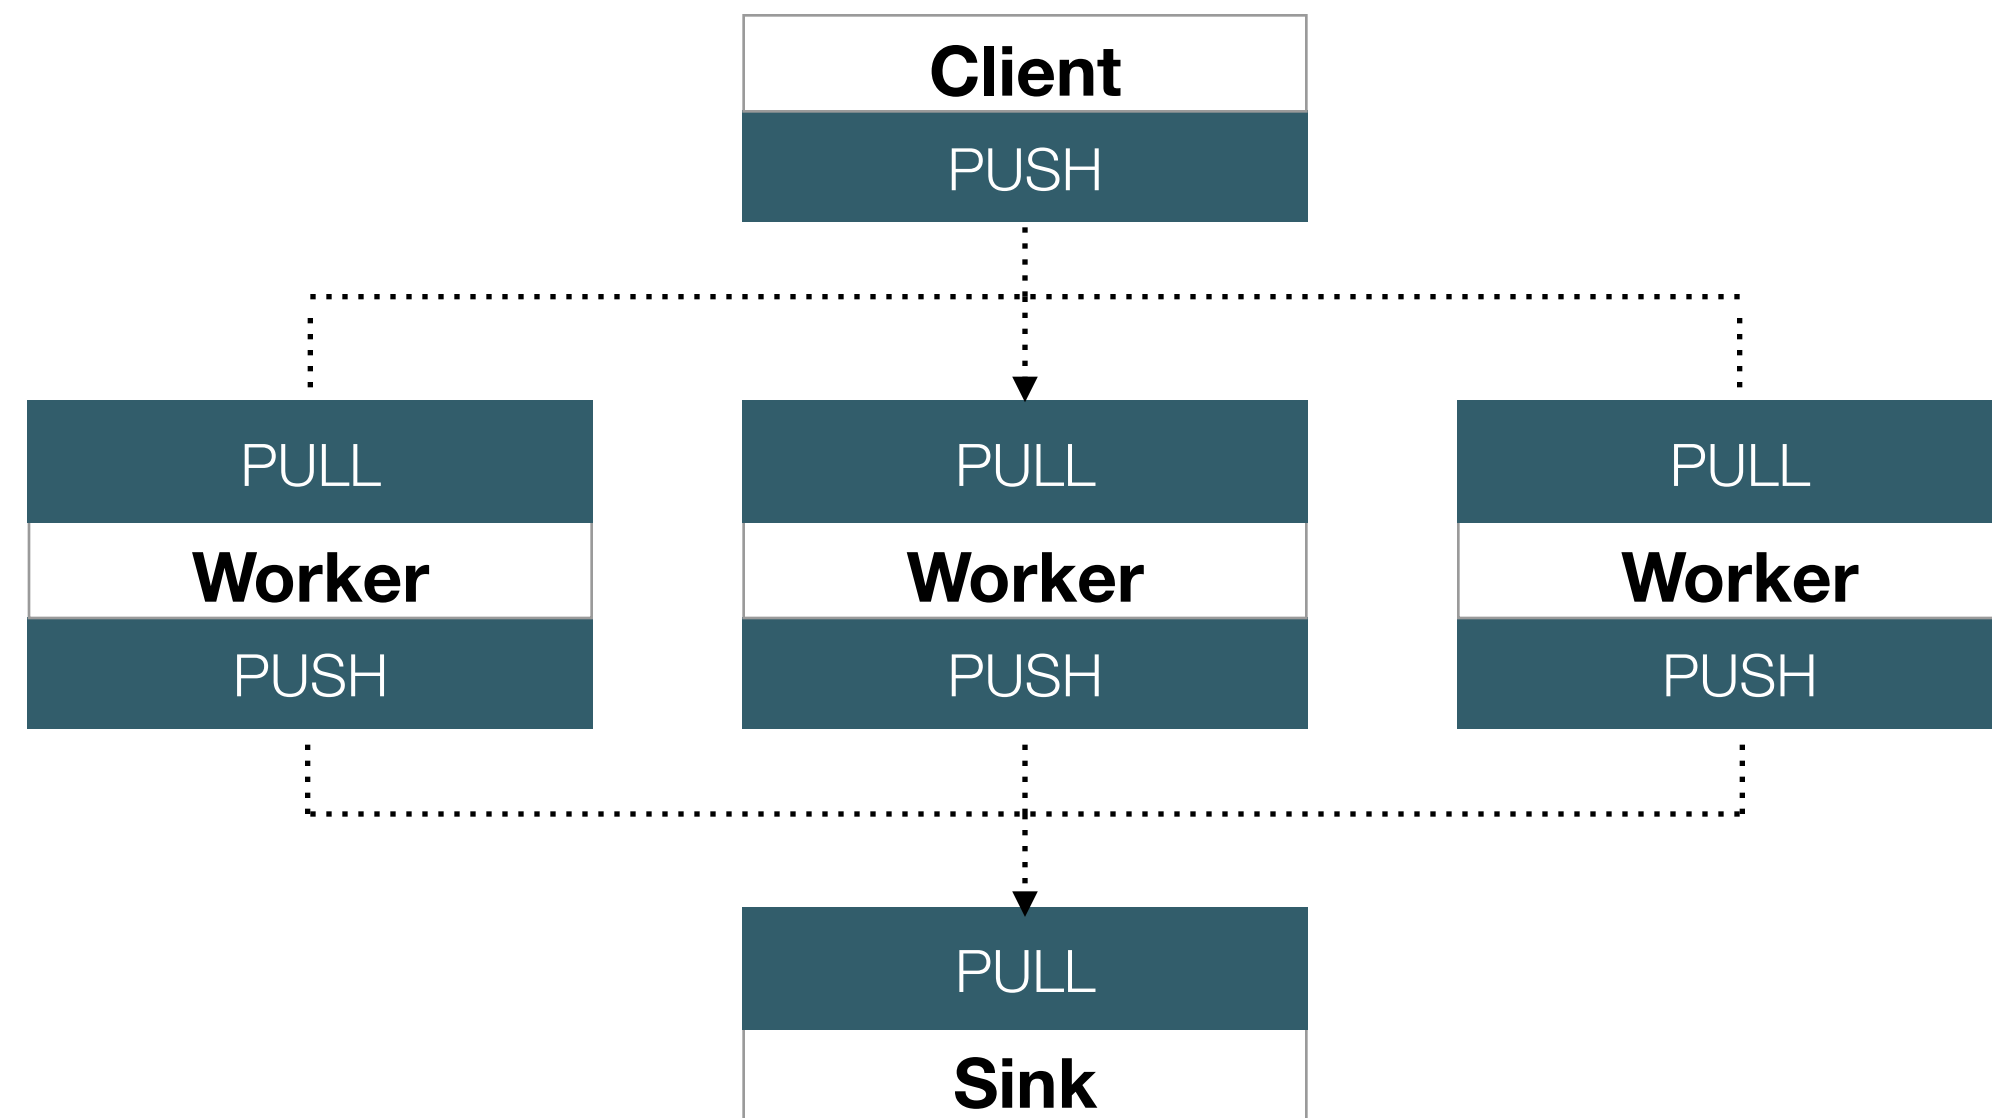 Client
PUSH
PULL PULL PULL
Worker Worker Worker
PUSH PUSH PUSH
PULL
Sink